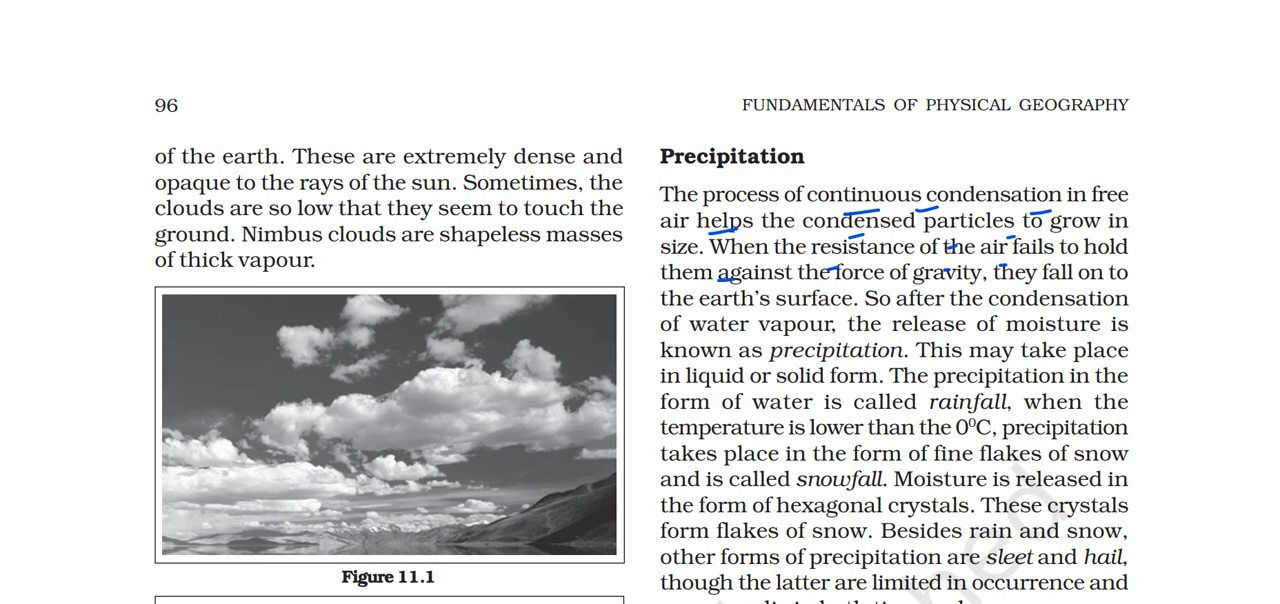 96
FUNDAMENTALS OF PHYSICAL GEOGRAPHY
of the earth. These are extremely dense and
opaque to the rays of the sun. Sometimes, the
clouds are so low that they seem to touch the
ground. Nimbus clouds are shapeless masses
of thick vapour.
Figure 11.1
Precipitation
The process of continuous condensation in free
air helps the condensed particles to grow in
size. When the resistance of the air fails to hold
them against the force of gravity, they fall on to
the earth's surface. So after the condensation
of water vapour, the release of moisture is
known as precipitation. This may take place
in liquid or solid form. The precipitation in the
form of water is called rainfall, when the
temperature is lower than the 0⁰C, precipitation
takes place in the form of fine flakes of snow
and is called snowfall. Moisture is released in
the form of hexagonal crystals. These crystals
form flakes of snow. Besides rain and snow,
other forms of precipitation are sleet and hail,
though the latter are limited in occurrence and